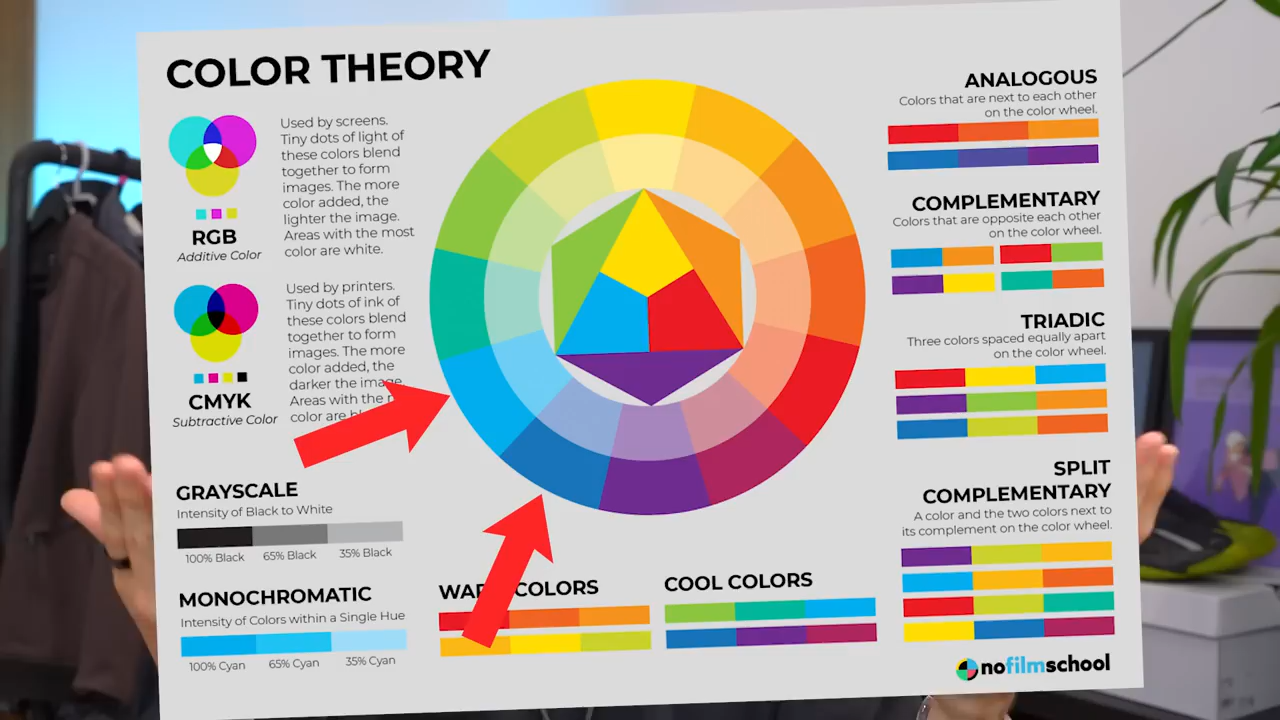 COLOR THEORY
Used by screens.
Tiny dots of light of
these colors blend
together to form
images. The more
color added, the
lighter the image.
Areas with the most
color are white.
RGB
Additive Color
Used by printers.
Tiny dots of ink of
these colors blend
together to form
images. The more
color added, the
darker the image.
Areas with the
color are
CMYK
Subtractive Color
GRAYSCALE
Intensity of Black to White
100% Black 65% Black 35% Black
MONOCHROMATIC
Intensity of Colors within a Single Hue
100% Cyan 65% Cyan 35% Cyan
WARM COLORS
COOL COLORS
ANALOGOUS
Colors that are next to each other
on the color wheel.
COMPLEMENTARY
Colors that are opposite each other
on the color wheel.
TRIADIC
Three colors spaced equally apart
on the color wheel.
SPLIT
COMPLEMENTARY
A color and the two colors next to
its complement on the color wheel.
nofilmschool